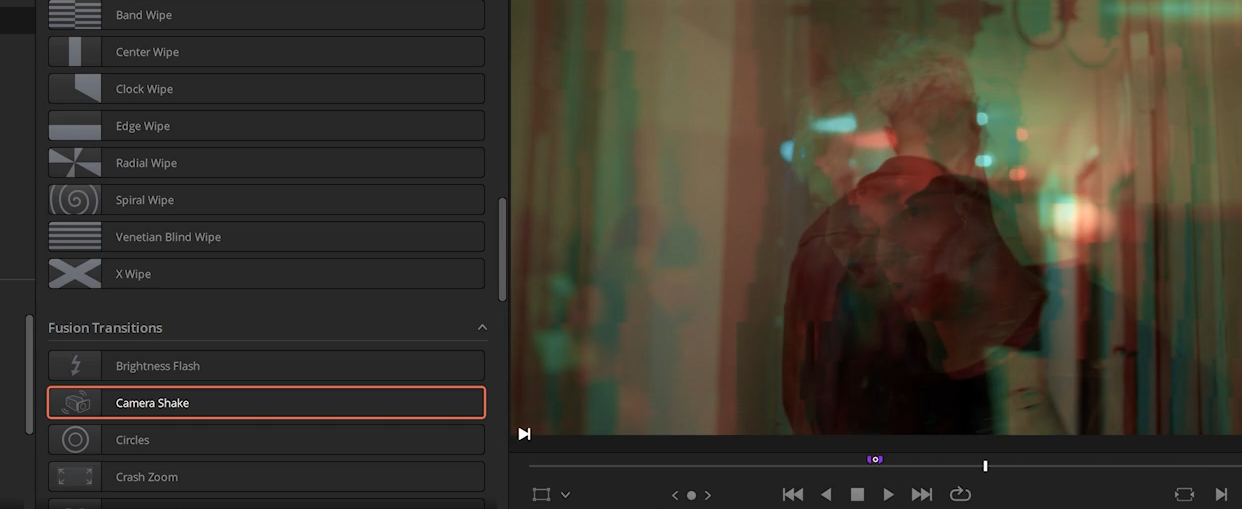 Band Wipe
Center Wipe
Clock Wipe
Edge Wipe
Radial Wipe
Spiral Wipe
Venetian Blind Wipe
X Wipe
Fusion Transitions
Brightness Flash
Camera Shake
Circles
Crash Zoom